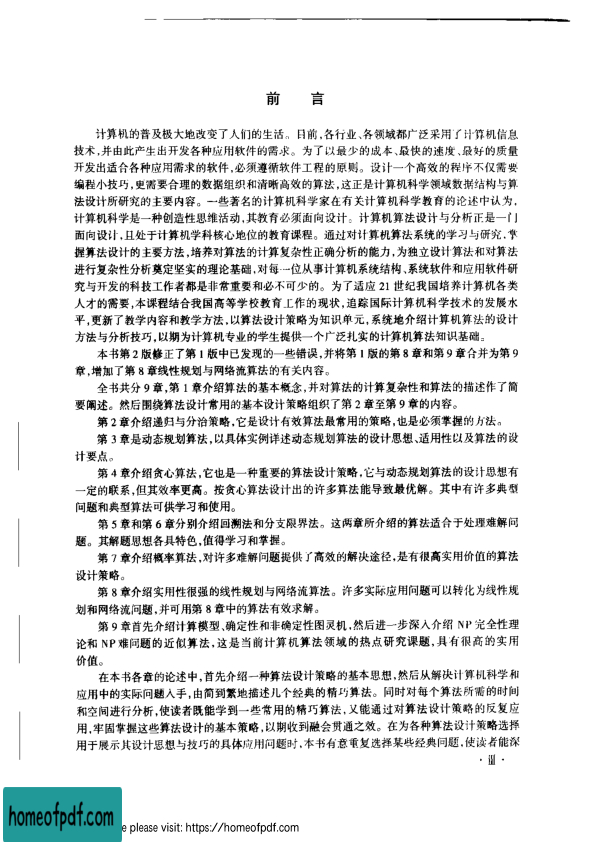 前　言
计算机的普及极大地改变了人们的生活。目前,各行业、各领域都广泛采用了计算机信息
技术,并由此产生出开发各种应用软件的需求。为了以最少的成本、最快的速度、最好的质量
开发出适合各种应用需求的软件,必须遵循软件工程的原则。设计一个高效的程序不仅需要
编程小技巧,更需要合理的数据组织和清晰高效的算法,这正是计算机科学领域数据结构与算
法设计所研究的主要内容。一些著名的计算机科学家在有关计算机科学教育的论述中认为,
计算机科学是一种创造性思维活动,其教育必须面向设计。计算机算法设计与分析正是一门
面向设计,且处于计算机学科核心地位的教育课程。通过对计算机算法系统的学习与研究,掌
握算法设计的主要方法,培养对算法的计算复杂性正确分析的能力,为独立设计算法和对算法
进行复杂性分析奠定坚实的理论基础,对每一位从事计算机系统结构、系统软件和应用软件研
究与开发的科技工作者都是非常重要和必不可少的。为了适应 21 世纪我国培养计算机各类
人才的需要,本课程结合我国高等学校教育工作的现状,追踪国际计算机科学技术的发展水
平,更新了教学内容和教学方法,以算法设计策略为知识单元,系统地介绍计算机算法的设计
方法与分析技巧,以期为计算机专业的学生提供一个广泛扎实的计算机算法知识基础。
本书第 2 版修正了第 1 版中已发现的一些错误,并将第 1 版的第 8 章和第 9 章合并为第 9
章,增加了第 8 章线性规划与网络流算法的有关内容。
全书共分 9 章,第 1 章介绍算法的基本概念,并对算法的计算复杂性和算法的描述作了简
要阐述。然后围绕算法设计常用的基本设计策略组织了第 2 章至第 9 章的内容。
第 2 章介绍递归与分治策略,它是设计有效算法最常用的策略,也是必须掌握的方法。
第 3 章是动态规划算法,以具体实例详述动态规划算法的设计思想、适用性以及算法的设
计要点。
第 4 章介绍贪心算法,它也是一种重要的算法设计策略,它与动态规划算法的设计思想有
一定的联系,但其效率更高。按贪心算法设计出的许多算法能导致最优解。其中有许多典型
问题和典型算法可供学习和使用。
第 5 章和第 6 章分别介绍回溯法和分支限界法。这两章所介绍的算法适合于处理难解问
题。其解题思想各具特色,值得学习和掌握。
第 7 章介绍概率算法,对许多难解问题提供了高效的解决途径,是有很高实用价值的算法
设计策略。
第 8 章介绍实用性很强的线性规划与网络流算法。许多实际应用问题可以转化为线性规
划和网络流问题,并可用第 8 章中的算法有效求解。
第 9 章首先介绍计算模型、确定性和非确定性图灵机,然后进一步深入介绍 NP 完全性理
论和 NP 难问题的近似算法,这是当前计算机算法领域的热点研究课题,具有很高的实用
价值。
在本书各章的论述中,首先介绍一种算法设计策略的基本思想,然后从解决计算机科学和
应用中的实际问题入手,由简到繁地描述几个经典的精巧算法。同时对每个算法所需的时间
和空间进行分析,使读者既能学到一些常用的精巧算法,又能通过对算法设计策略的反复应
用,牢固掌握这些算法设计的基本策略,以期收到融会贯通之效。在为各种算法设计策略选择
用于展示其设计思想与技巧的具体应用问题时,本书有意重复选择某些经典问题,使读者能深
· Ⅲ ·
homeofpdf.com
e please visit: https://homeofpdf.com